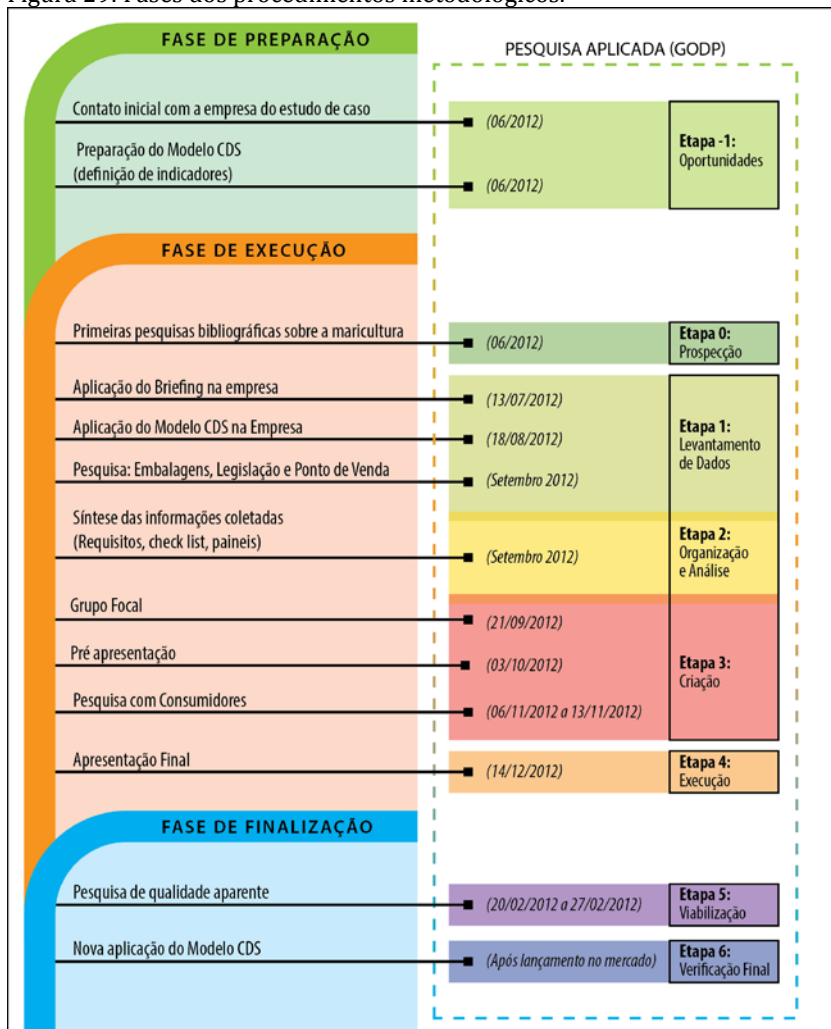 Figura 29: Fases dos procedimentos metodológicos.
FASE DE PREPARAÇÃO
PESQUISA APLICADA (GODP)
Contato inicial com a empresa do estudo de caso
(06/2012)
Preparação do Modelo CDS
(definição de indicadores)
(06/2012)
Etapa -1:
Oportunidades
FASE DE EXECUÇÃO
Primeiras pesquisas bibliográficas sobre a maricultura
(06/2012)
Etapa 0:
Prospecção
Aplicação do Briefing na empresa
(13/07/2012)
Aplicação do Modelo CDS na Empresa
(18/08/2012)
Pesquisa: Embalagens, Legislação e Ponto de Venda
(Setembro 2012)
Etapa 1:
Levantamento
de Dados
Síntese das informações coletadas
(Requisitos, check list, paineis)
(Setembro 2012)
Etapa 2:
Organização
e Análise
Grupo Focal
(21/09/2012)
Pré apresentação
(03/10/2012)
Pesquisa com Consumidores
(06/11/2012 a 13/11/2012)
Etapa 3:
Criação
Apresentação Final
(14/12/2012)
Etapa 4:
Execução
FASE DE FINALIZAÇÃO
Pesquisa de qualidade aparente
(20/02/2012 a 27/02/2012)
Etapa 5:
Viabilização
Nova aplicação do Modelo CDS
(Após lançamento no mercado)
Etapa 6:
Verificação Final